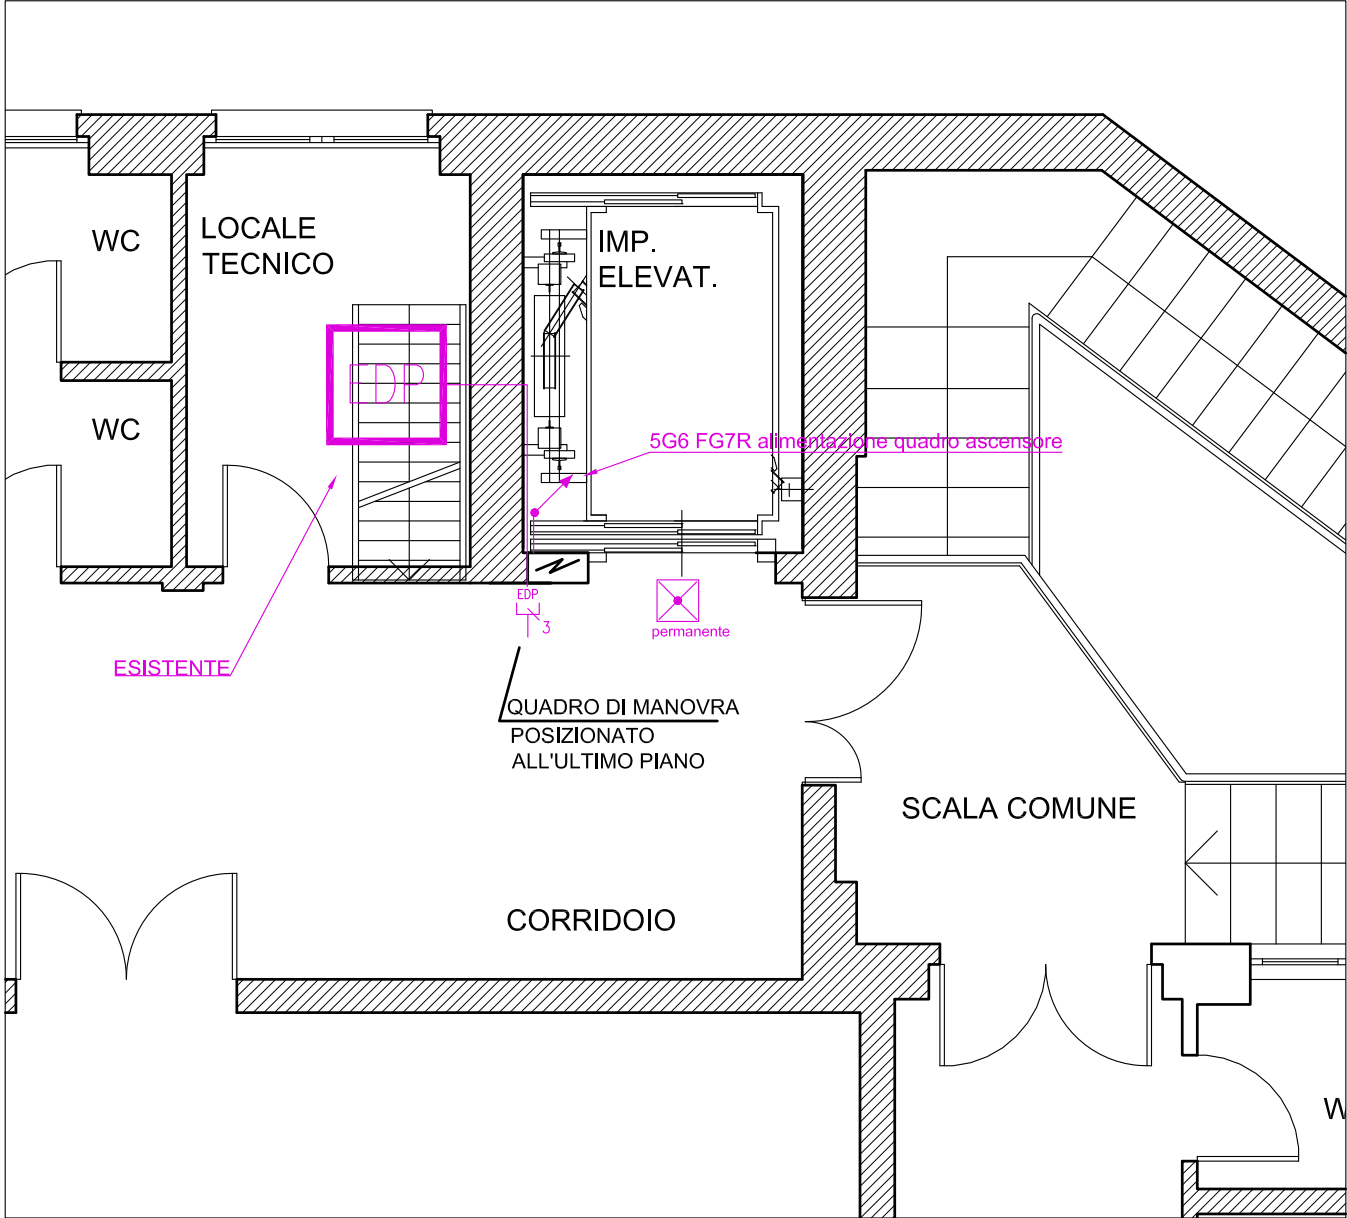 WC
LOCALE
TECNICO
IMP.
ELEVAT.
EDP
WC
5G6 FG7R alimentazione quadro ascensore
EDP
3
permanente
ESISTENTE
QUADRO DI MANOVRA
POSIZIONATO
ALL'ULTIMO PIANO
SCALA COMUNE
CORRIDOIO